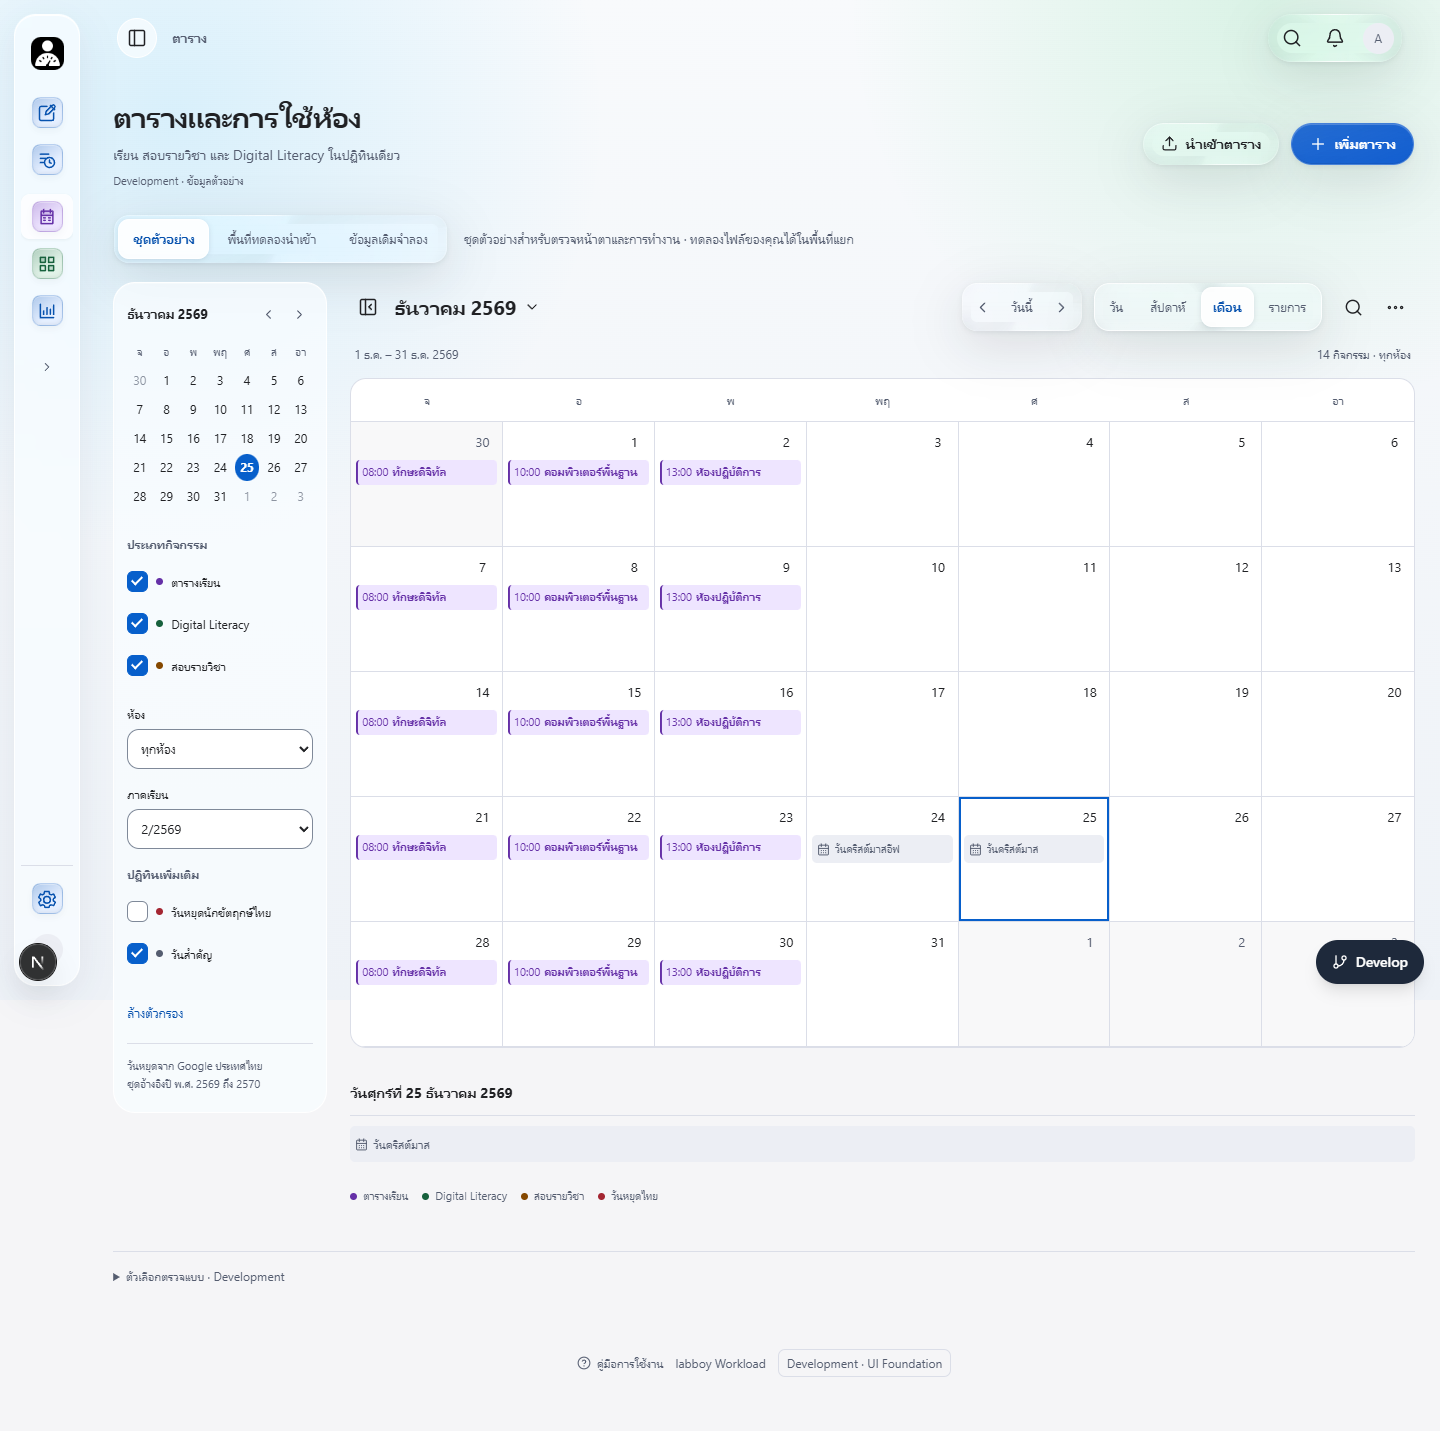 ตาราง
A
ตารางและการใช้ห้อง
เรียน สอบรายวิชา และ Digital Literacy ในปฏิทินเดียว
Development · ข้อมูลตัวอย่าง
นำเข้าตาราง
เพิ่มตาราง
ชุดตัวอย่าง
พื้นที่ทดลองนำเข้า
ข้อมูลเดิมจำลอง
ชุดตัวอย่างสำหรับตรวจหน้าตาและการทำงาน · ทดลองไฟล์ของคุณได้ในพื้นที่แยก
ธันวาคม 2569
จ อ พ พฤ ศ ส อา
30 1 2 3 4 5 6
7 8 9 10 11 12 13
14 15 16 17 18 19 20
21 22 23 24 25 26 27
28 29 30 31 1 2 3
ประเภทกิจกรรม
ตารางเรียน
Digital Literacy
สอบรายวิชา
ห้อง
ทุกห้อง
ภาคเรียน
2/2569
ปฏิทินเพิ่มเติม
วันหยุดนักขัตฤกษ์ไทย
วันสำคัญ
ล้างตัวกรอง
วันหยุดจาก Google ประเทศไทย
ชุดอ้างอิงปี พ.ศ. 2569 ถึง 2570
N
ธันวาคม 2569
วันนี้
วัน สัปดาห์ เดือน รายการ
1 ธ.ค. – 31 ธ.ค. 2569
14 กิจกรรม · ทุกห้อง
จ อ พ พฤ ศ ส อา
30 1 2 3 4 5 6
08:00 ทักษะดิจิทัล 10:00 คอมพิวเตอร์พื้นฐาน 13:00 ห้องปฏิบัติการ
7 8 9 10 11 12 13
08:00 ทักษะดิจิทัล 10:00 คอมพิวเตอร์พื้นฐาน 13:00 ห้องปฏิบัติการ
14 15 16 17 18 19 20
08:00 ทักษะดิจิทัล 10:00 คอมพิวเตอร์พื้นฐาน 13:00 ห้องปฏิบัติการ
21 22 23 24 25 26 27
08:00 ทักษะดิจิทัล 10:00 คอมพิวเตอร์พื้นฐาน 13:00 ห้องปฏิบัติการ วันคริสต์มาสอีฟ วันคริสต์มาส
28 29 30 31 1 2
08:00 ทักษะดิจิทัล 10:00 คอมพิวเตอร์พื้นฐาน 13:00 ห้องปฏิบัติการ
Develop
วันศุกร์ที่ 25 ธันวาคม 2569
วันคริสต์มาส
ตารางเรียน Digital Literacy สอบรายวิชา วันหยุดไทย
ตัวเลือกตรวจแบบ · Development
คู่มือการใช้งาน labboy Workload Development · UI Foundation